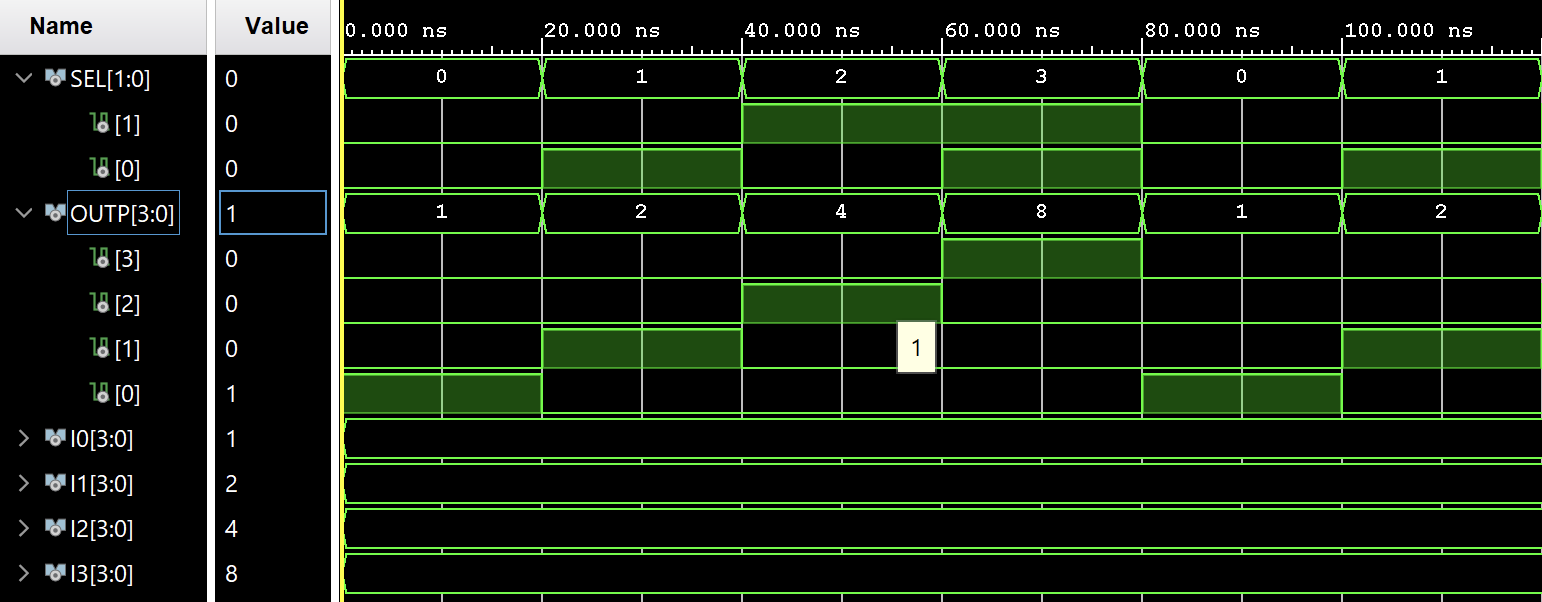 Name Value 0.000 ns 20.000 ns 40.000 ns 60.000 ns 80.000 ns 100.000 ns
SEL[1:0] 0 0 1 2 3 0 1
[1] 0
[0] 0
OUTP[3:0] 1 1 2 4 8 1 2
[3] 0
[2] 0
[1] 0 1
[0] 1
I0[3:0] 1
I1[3:0] 2
I2[3:0] 4
I3[3:0] 8